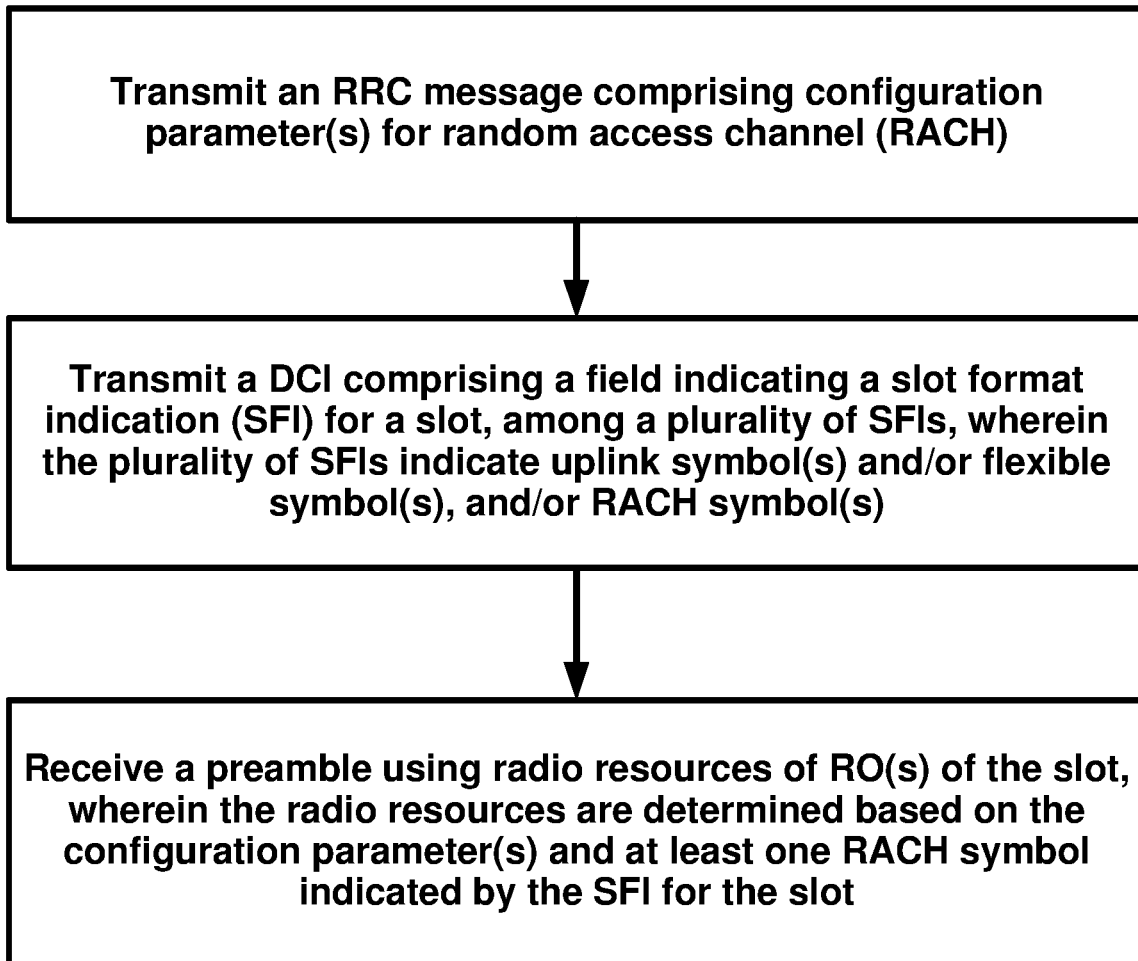 Transmit an RRC message comprising configuration
parameter(s) for random access channel (RACH)
Transmit a DCI comprising a field indicating a slot format
indication (SFI) for a slot, among a plurality of SFIs, wherein
the plurality of SFIs indicate uplink symbol(s) and/or flexible
symbol(s), and/or RACH symbol(s)
Receive a preamble using radio resources of RO(s) of the slot,
wherein the radio resources are determined based on the
configuration parameter(s) and at least one RACH symbol
indicated by the SFI for the slot